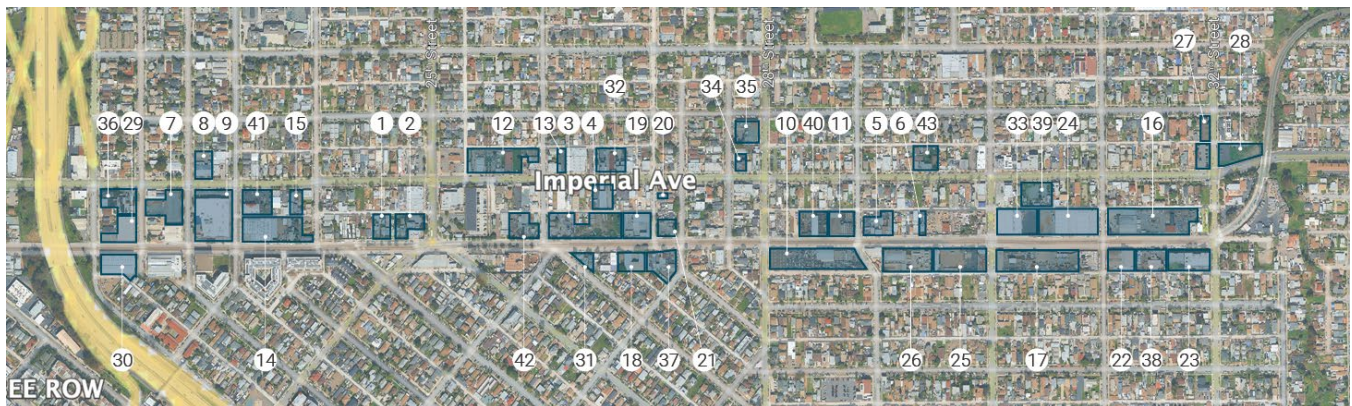 25th Street
28th Street
32nd Street
27 28
32 34 35
36 29 7 8 9 41 15 1 2 12 13 3 4 19 20 10 40 11 5 6 43 33 39 24 16
Imperial Ave
30 14 42 31 18 37 21 26 25 17 22 38 23
EE ROW